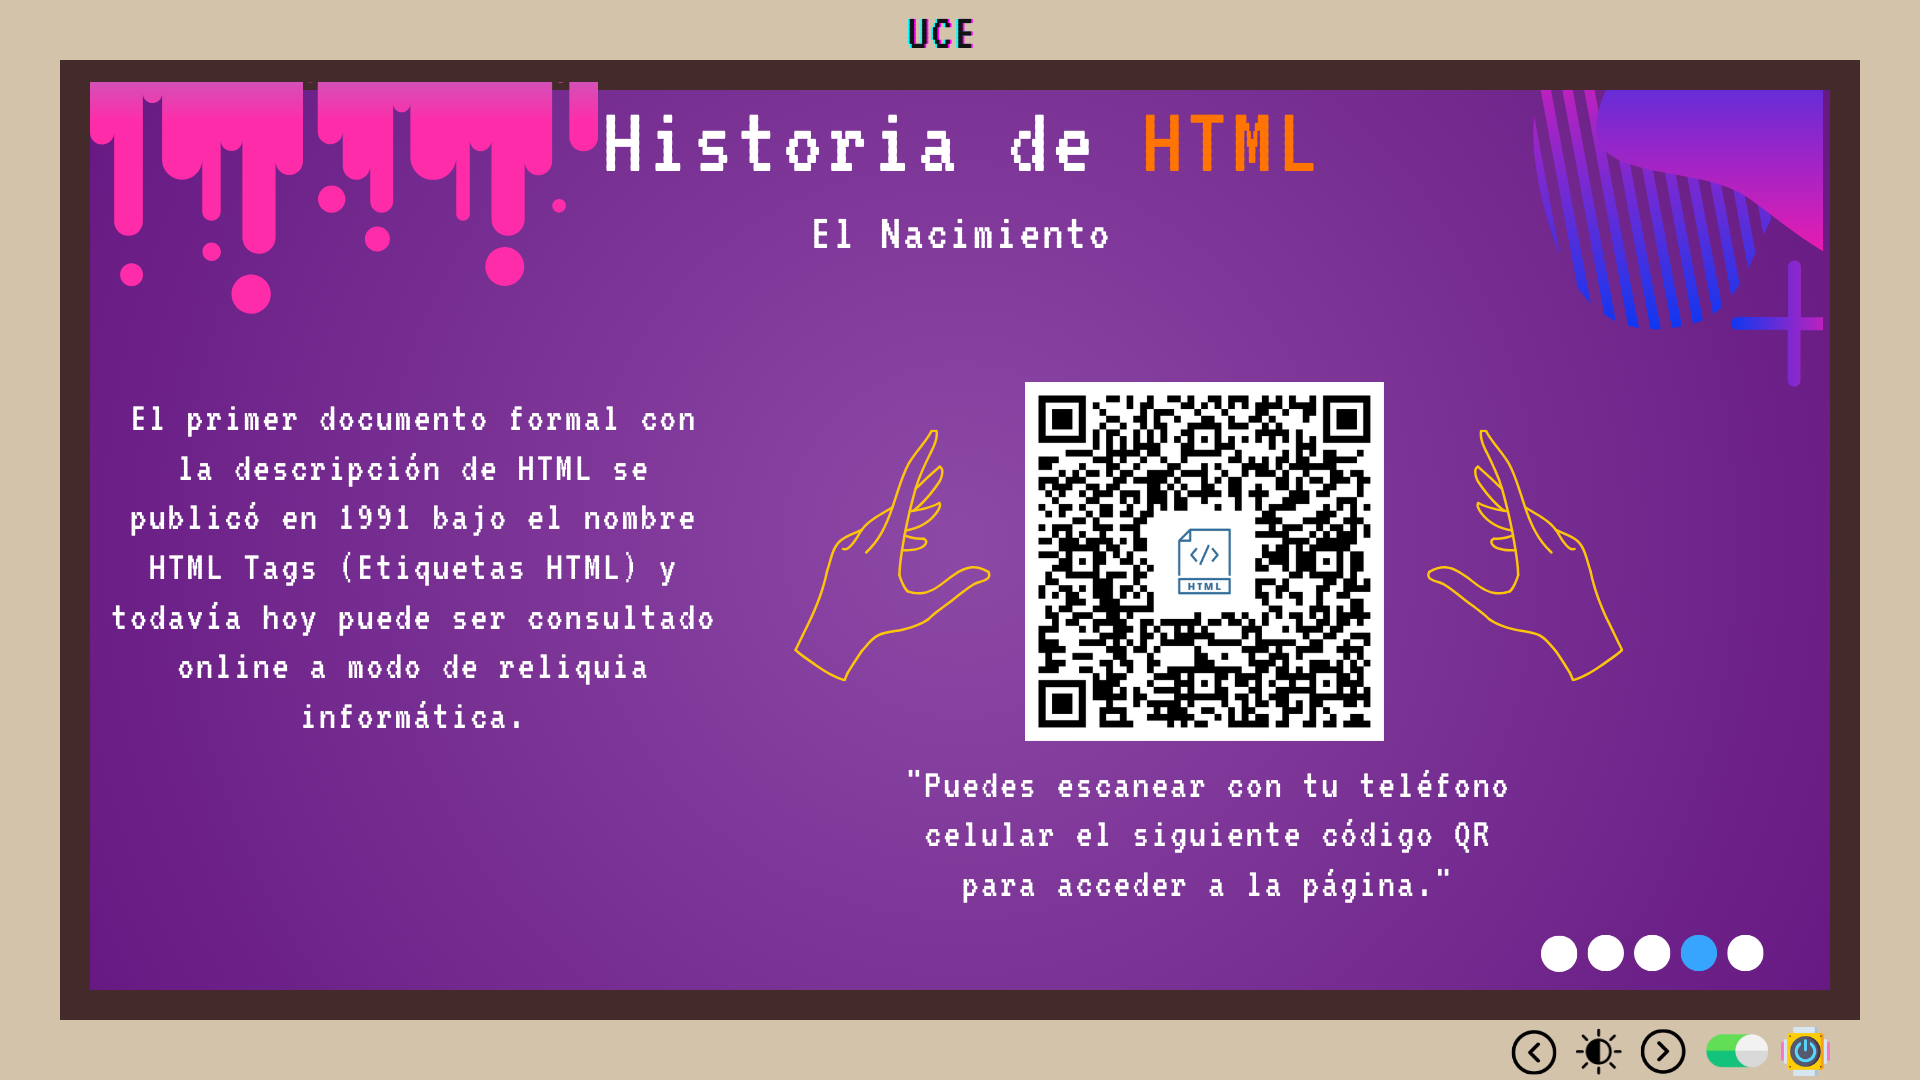 UCE
Historia de HTML
El Nacimiento
El primer documento formal con
la descripción de HTML se
publicó en 1991 bajo el nombre
HTML Tags (Etiquetas HTML) y
todavía hoy puede ser consultado
online a modo de reliquia
informática.
</>
HTML
"Puedes escanear con tu teléfono
celular el siguiente código QR
para acceder a la página."